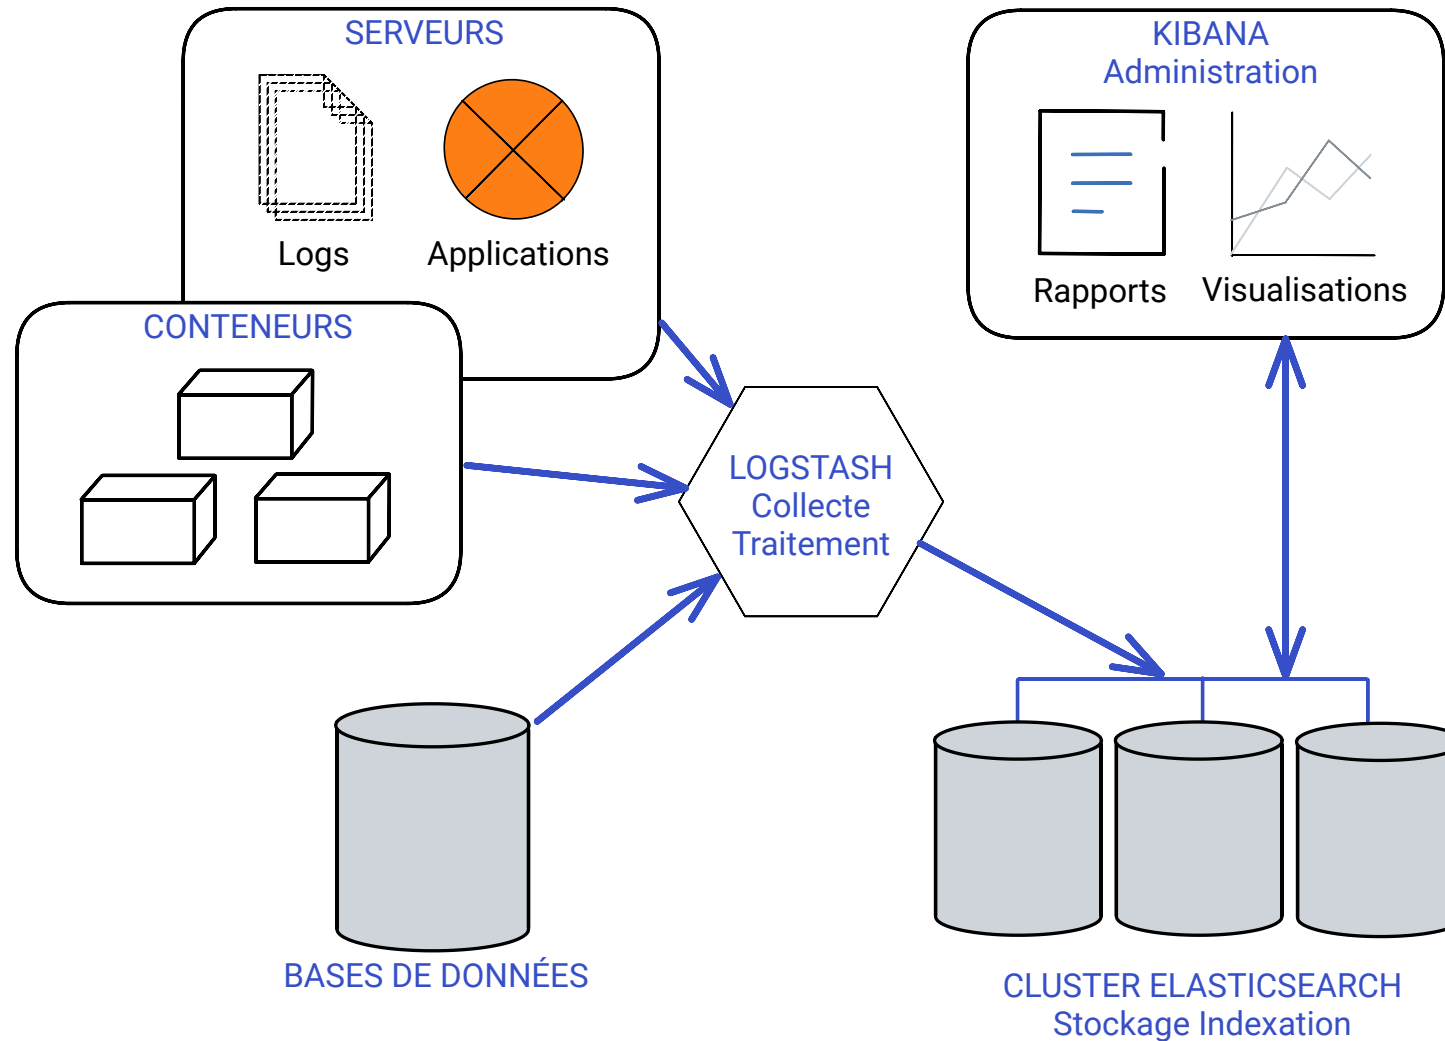 SERVEURS
Logs
Applications
CONTENEURS
KIBANA
Administration
Rapports
Visualisations
LOGSTASH
Collecte
Traitement
BASES DE DONNÉES
CLUSTER ELASTICSEARCH
Stockage Indexation